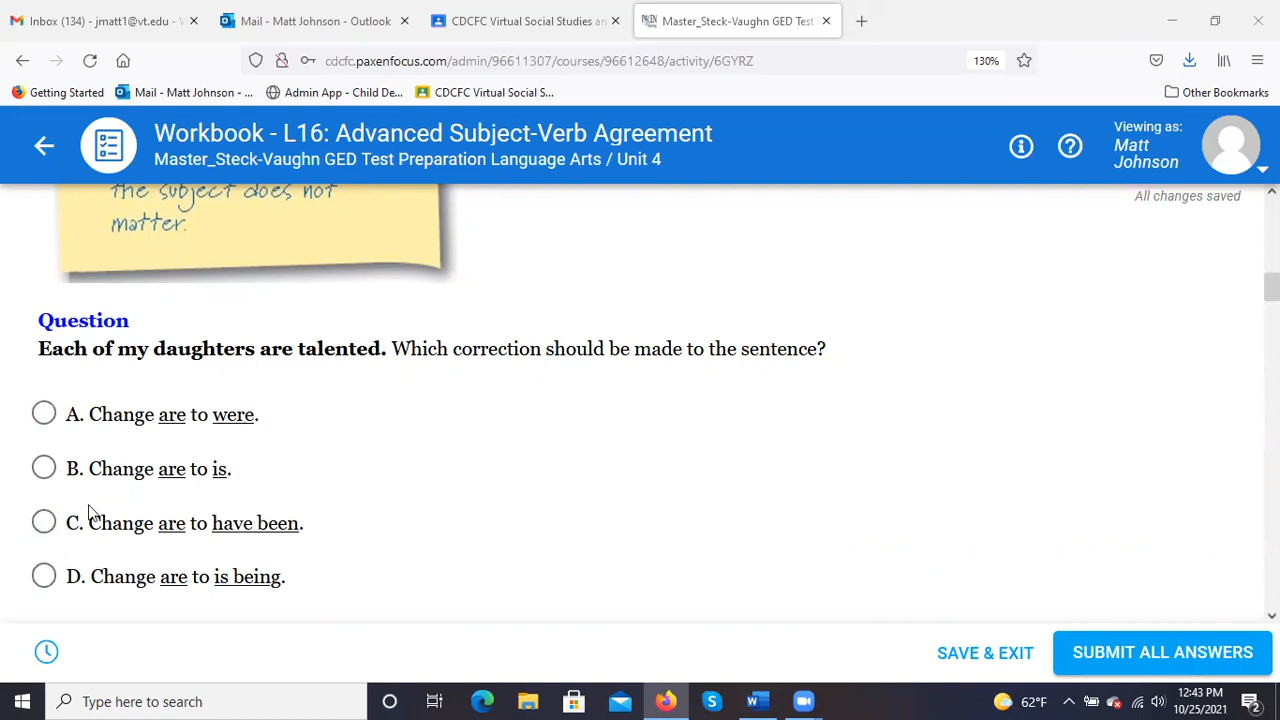 Inbox (134) - jmatt1@vt.edu - V
Mail - Matt Johnson - Outlook
CDCFC Virtual Social Studies an
PAXEN
Master_Steck-Vaughn GED Test
cdcfc.paxenfocus.com/admin/96611307/courses/96612648/activity/6GYRZ
130%
Getting Started
Mail - Matt Johnson - ...
Admin App - Child De...
CDCFC Virtual Social S...
Other Bookmarks
Workbook - L16: Advanced Subject-Verb Agreement
Master_Steck-Vaughn GED Test Preparation Language Arts / Unit 4
Viewing as:
Matt
Johnson
All changes saved
the subject does not
matter.
Question
Each of my daughters are talented. Which correction should be made to the sentence?
A. Change are to were.
B. Change are to is.
C. Change are to have been.
D. Change are to is being.
SAVE & EXIT
SUBMIT ALL ANSWERS
Type here to search
62°F
12:43 PM
10/25/2021
2